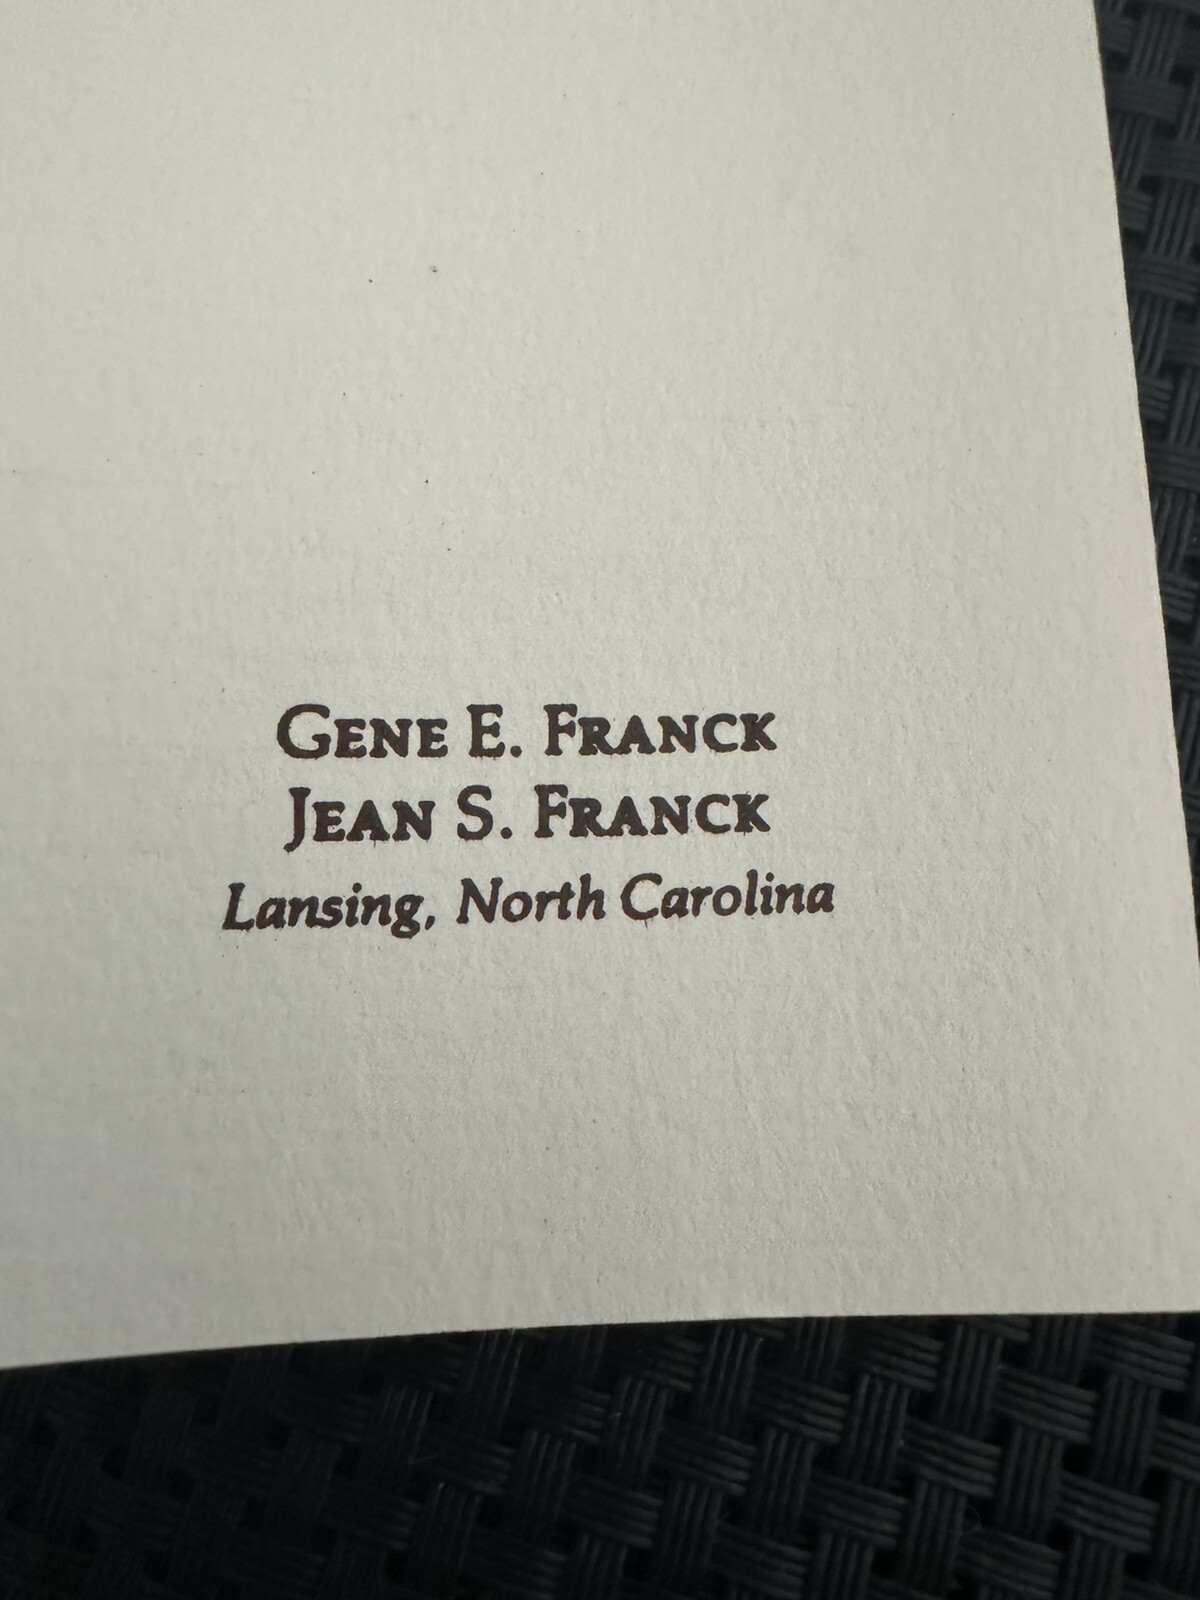 GENE E. FRANCK
JEAN S. FRANCK
Lansing, North Carolina